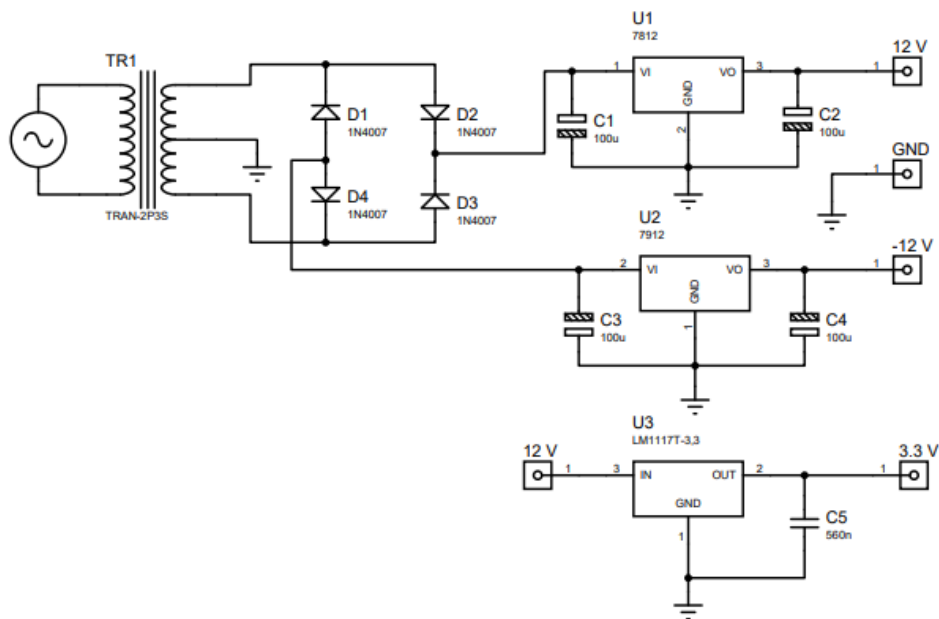 TR1
TRAN-2P3S
D1
1N4007
D2
1N4007
D4
1N4007
D3
1N4007
U1
7812
1
VI
VO
3
GND
2
C1
100u
C2
100u
12 V
1
GND
1
U2
7912
2
VI
VO
3
GND
1
C3
100u
C4
100u
-12 V
1
U3
LM1117T-3,3
12 V
1
3
IN
OUT
2
GND
1
C5
560n
3.3 V
1